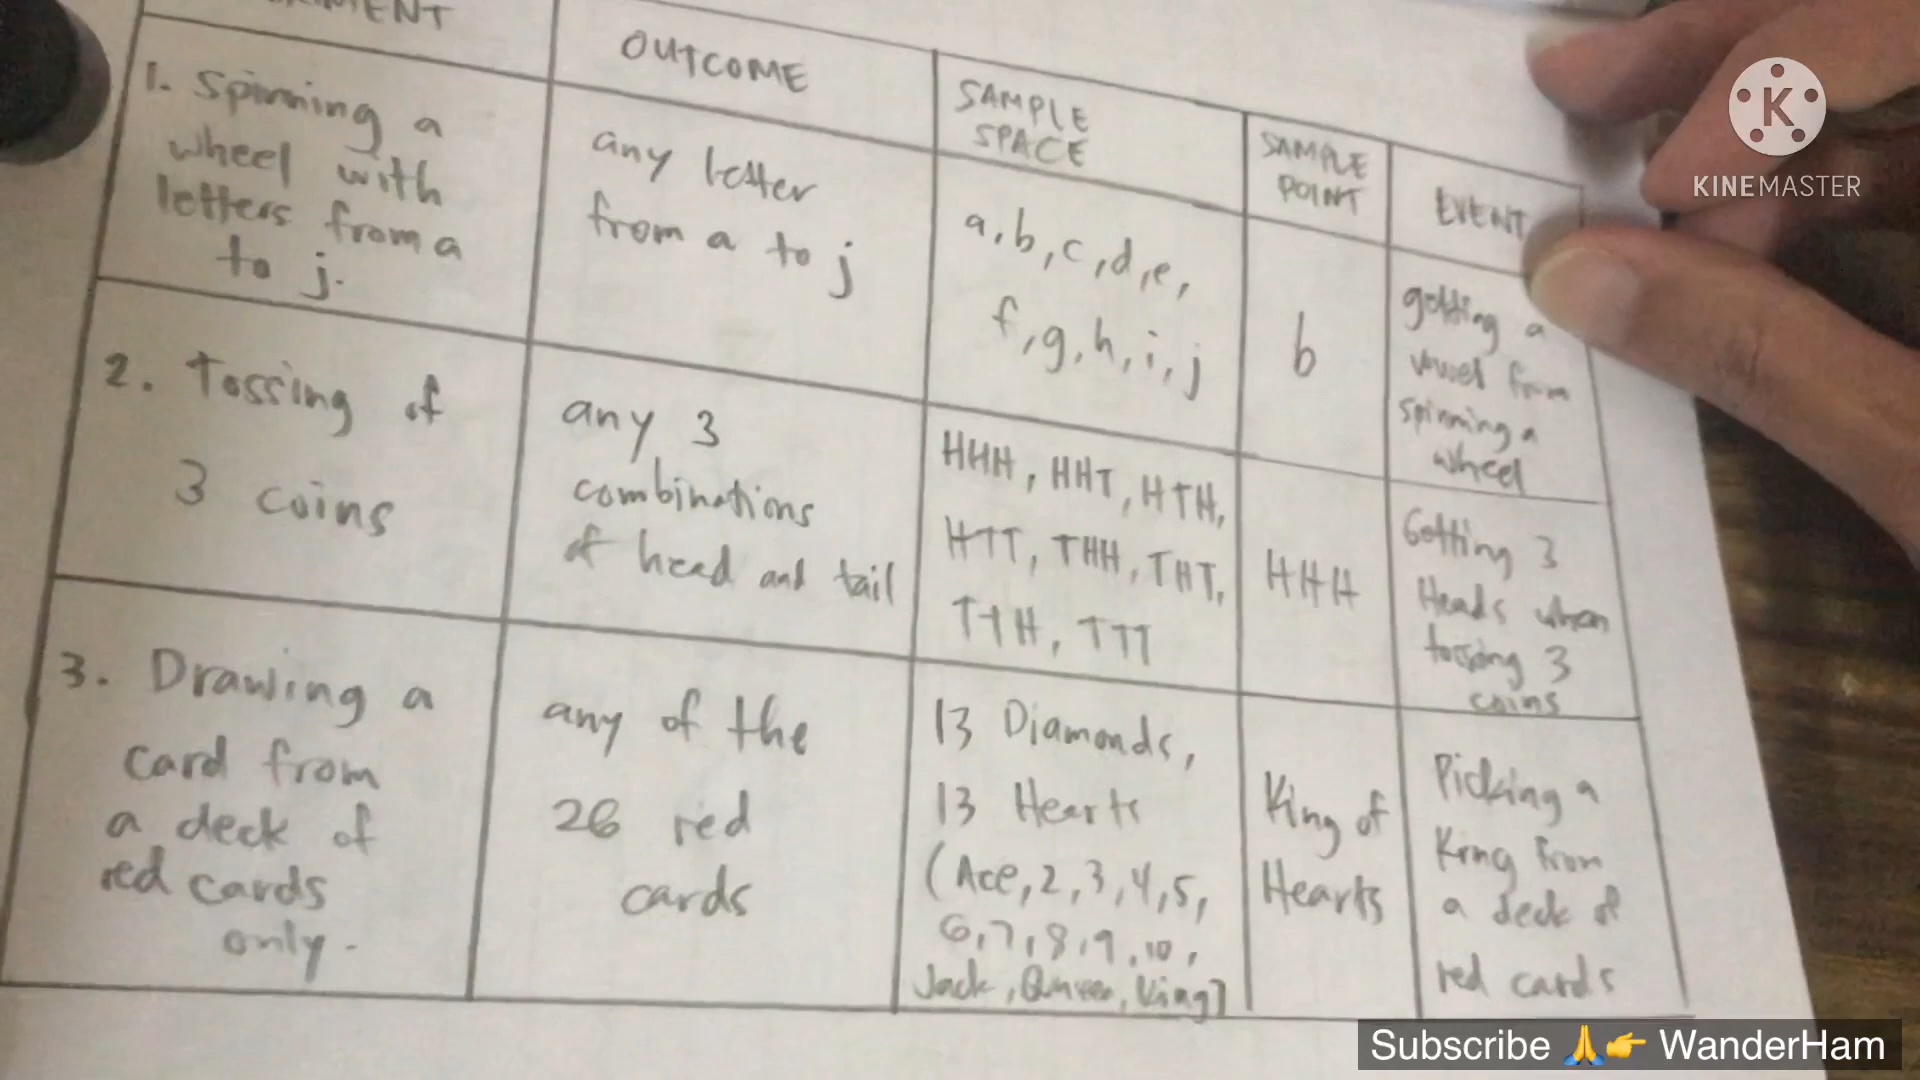 OUTCOME
SAMPLE
SPACE
SAMPLE
POINT
EVENT
1. Spinning a
wheel with
letters from a
to j.
any letter
from a to j
a, b, c, d, e,
f, g, h, i, j
b
getting a
vowel from
spinning a
wheel
2. Tossing of
3 coins
any 3
combinations
of head and tail
HHH, HHT, HTH,
HTT, THH, THT,
TTH, TTT
HHH
Getting 3
Heads when
tossing 3
coins
3. Drawing a
card from
a deck of
red cards
only.
any of the
26 red
cards
13 Diamonds,
13 Hearts
(Ace, 2, 3, 4, 5,
6, 7, 8, 9, 10,
Jack, Queen, King)
King of
Hearts
Picking a
King from
a deck of
red cards
K
KINEMASTER
Subscribe 🙏👉 WanderHam